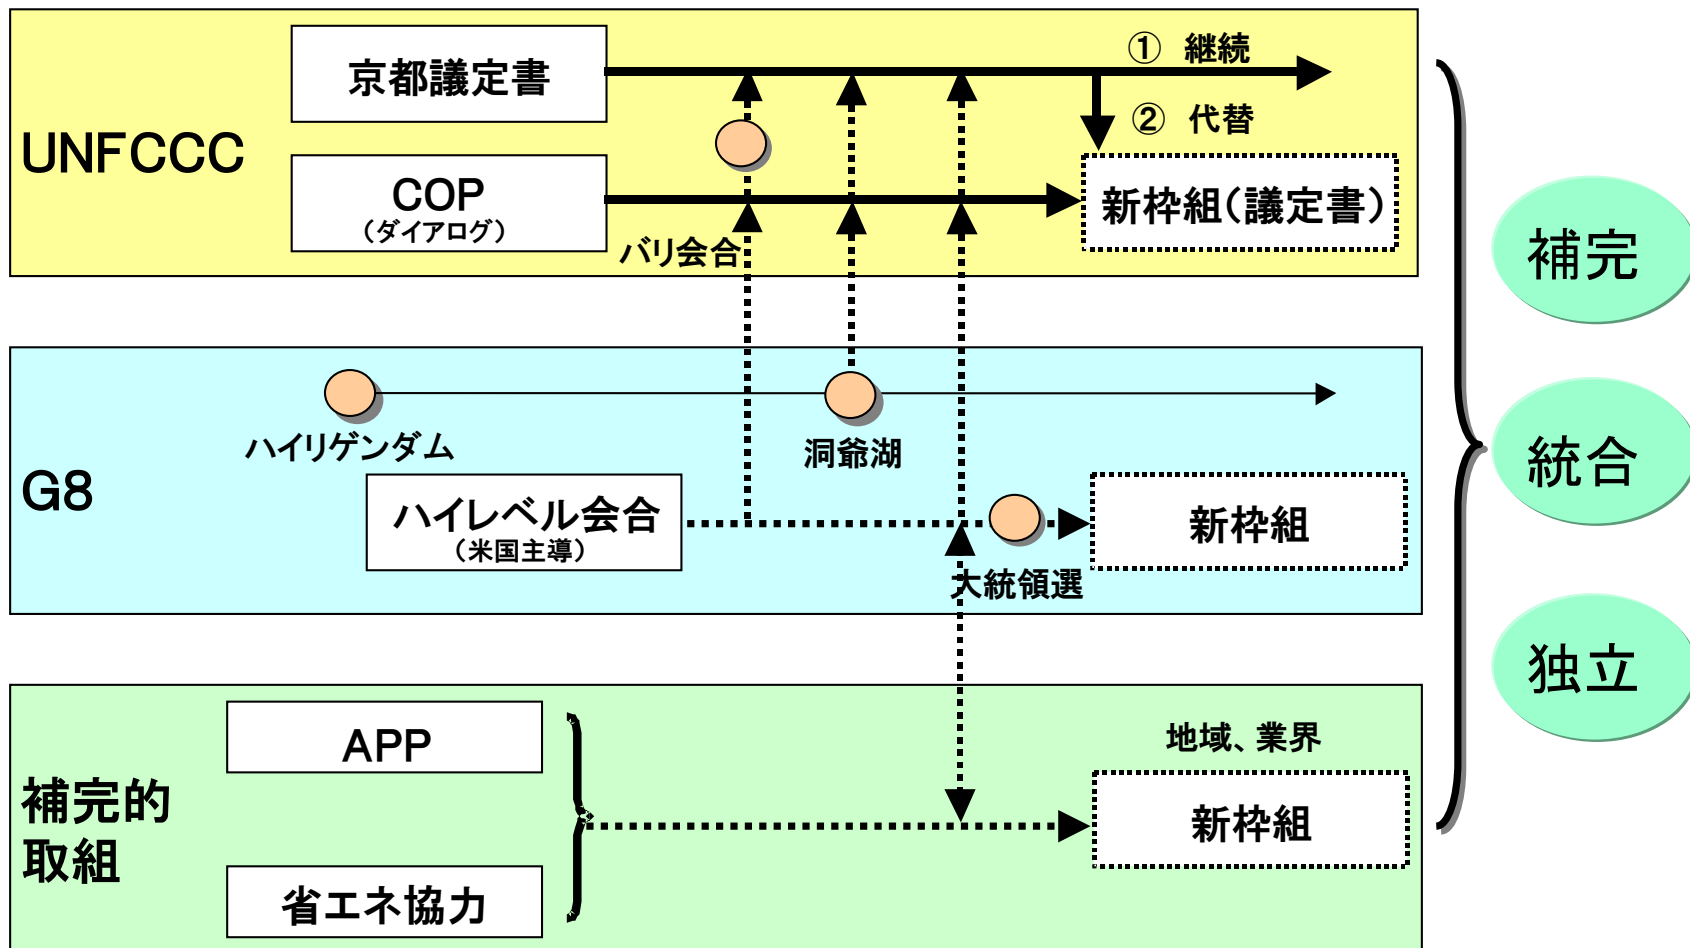 UNFCCC
京都議定書
① 継続
② 代替
COP
(ダイアログ)
新枠組(議定書)
バリ会合
G8
ハイリゲンダム
洞爺湖
ハイレベル会合
(米国主導)
新枠組
大統領選
補完的
取組
APP
省エネ協力
地域、業界
新枠組
補完
統合
独立